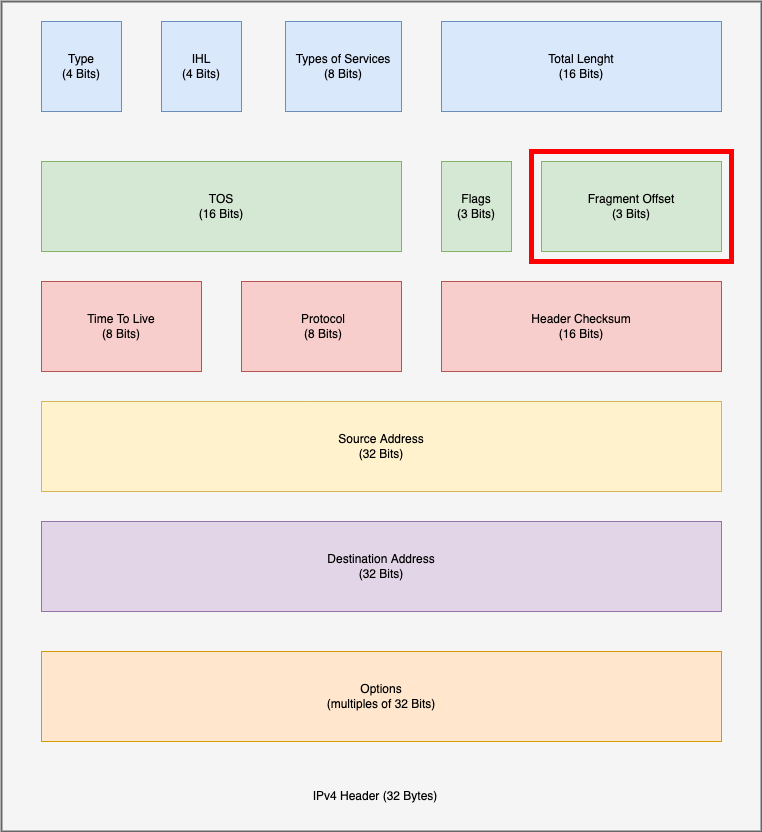 Type
(4 Bits)
IHL
(4 Bits)
Types of Services
(8 Bits)
Total Lenght
(16 Bits)
TOS
(16 Bits)
Flags
(3 Bits)
Fragment Offset
(3 Bits)
Time To Live
(8 Bits)
Protocol
(8 Bits)
Header Checksum
(16 Bits)
Source Address
(32 Bits)
Destination Address
(32 Bits)
Options
(multiples of 32 Bits)
IPv4 Header (32 Bytes)